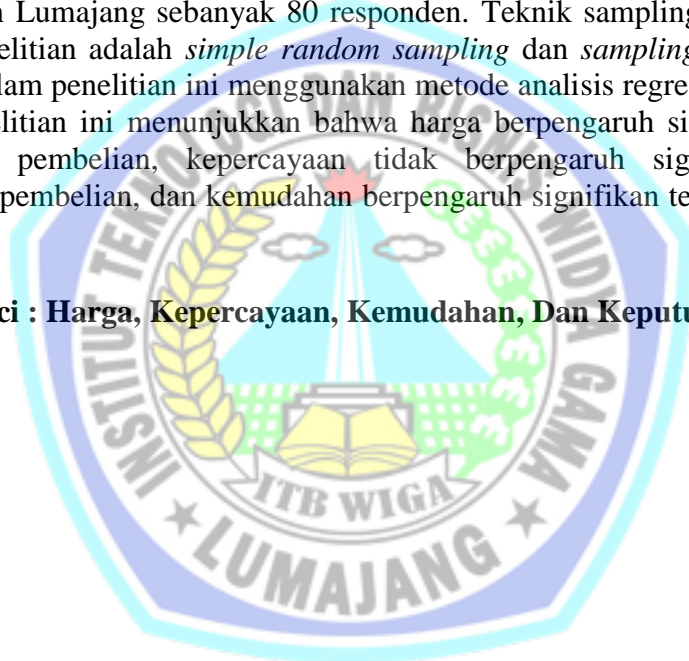 n Lumajang sebanyak 80 responden. Teknik sampling
elitian adalah simple random sampling dan sampling
lam penelitian ini menggunakan metode analisis regre
elitian ini menunjukkan bahwa harga berpengaruh si
pembelian, kepercayaan tidak berpengaruh sig
pembelian, dan kemudahan berpengaruh signifikan te
ci : Harga, Kepercayaan, Kemudahan, Dan Keputu
INSTITUT TEKNOLOGI DAN BISNIS WIDYA GAMA
ITB WIGA
LUMAJANG